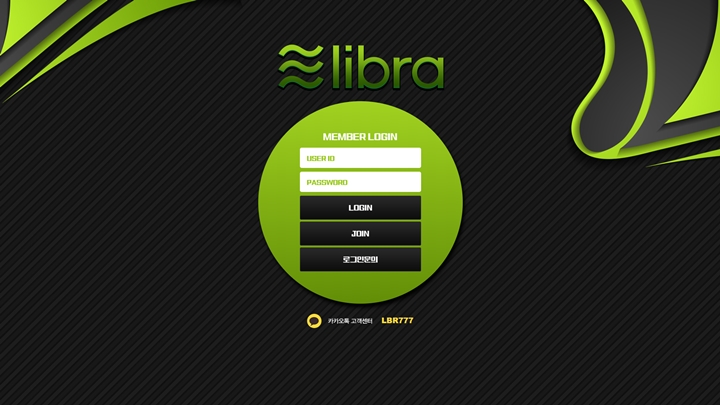 libra
MEMBER LOGIN
USER ID
PASSWORD
LOGIN
JOIN
로그인문의
카카오톡 고객센터 LBR777